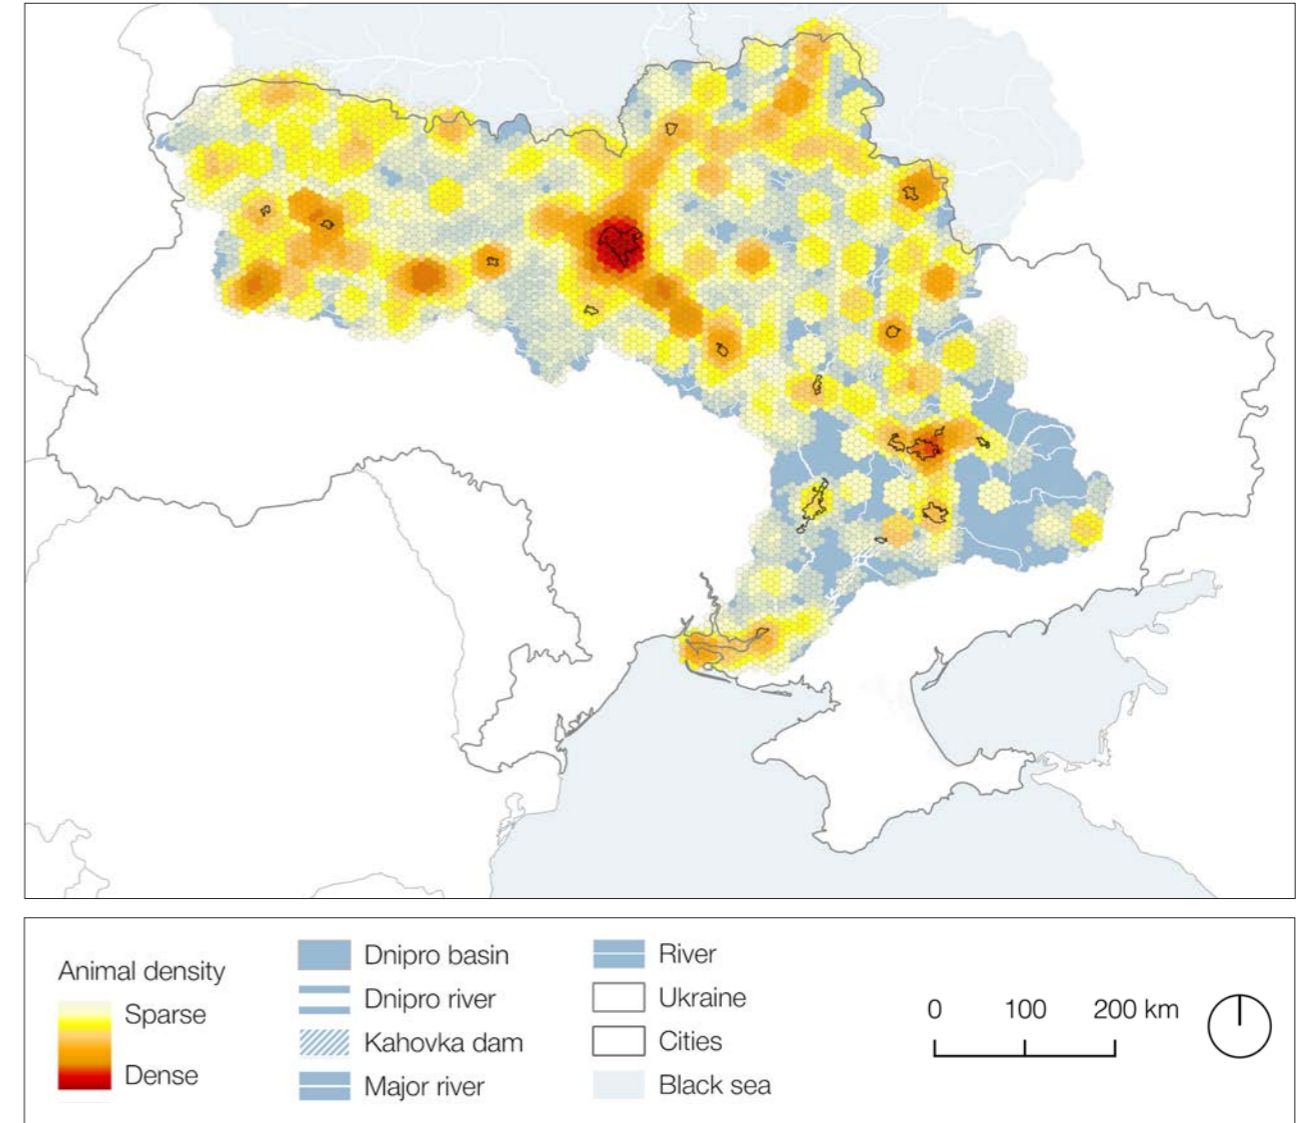 Animal density
Sparse
Dense
Dnipro basin
Dnipro river
Kahovka dam
Major river
River
Ukraine
Cities
Black sea
0 100 200 km